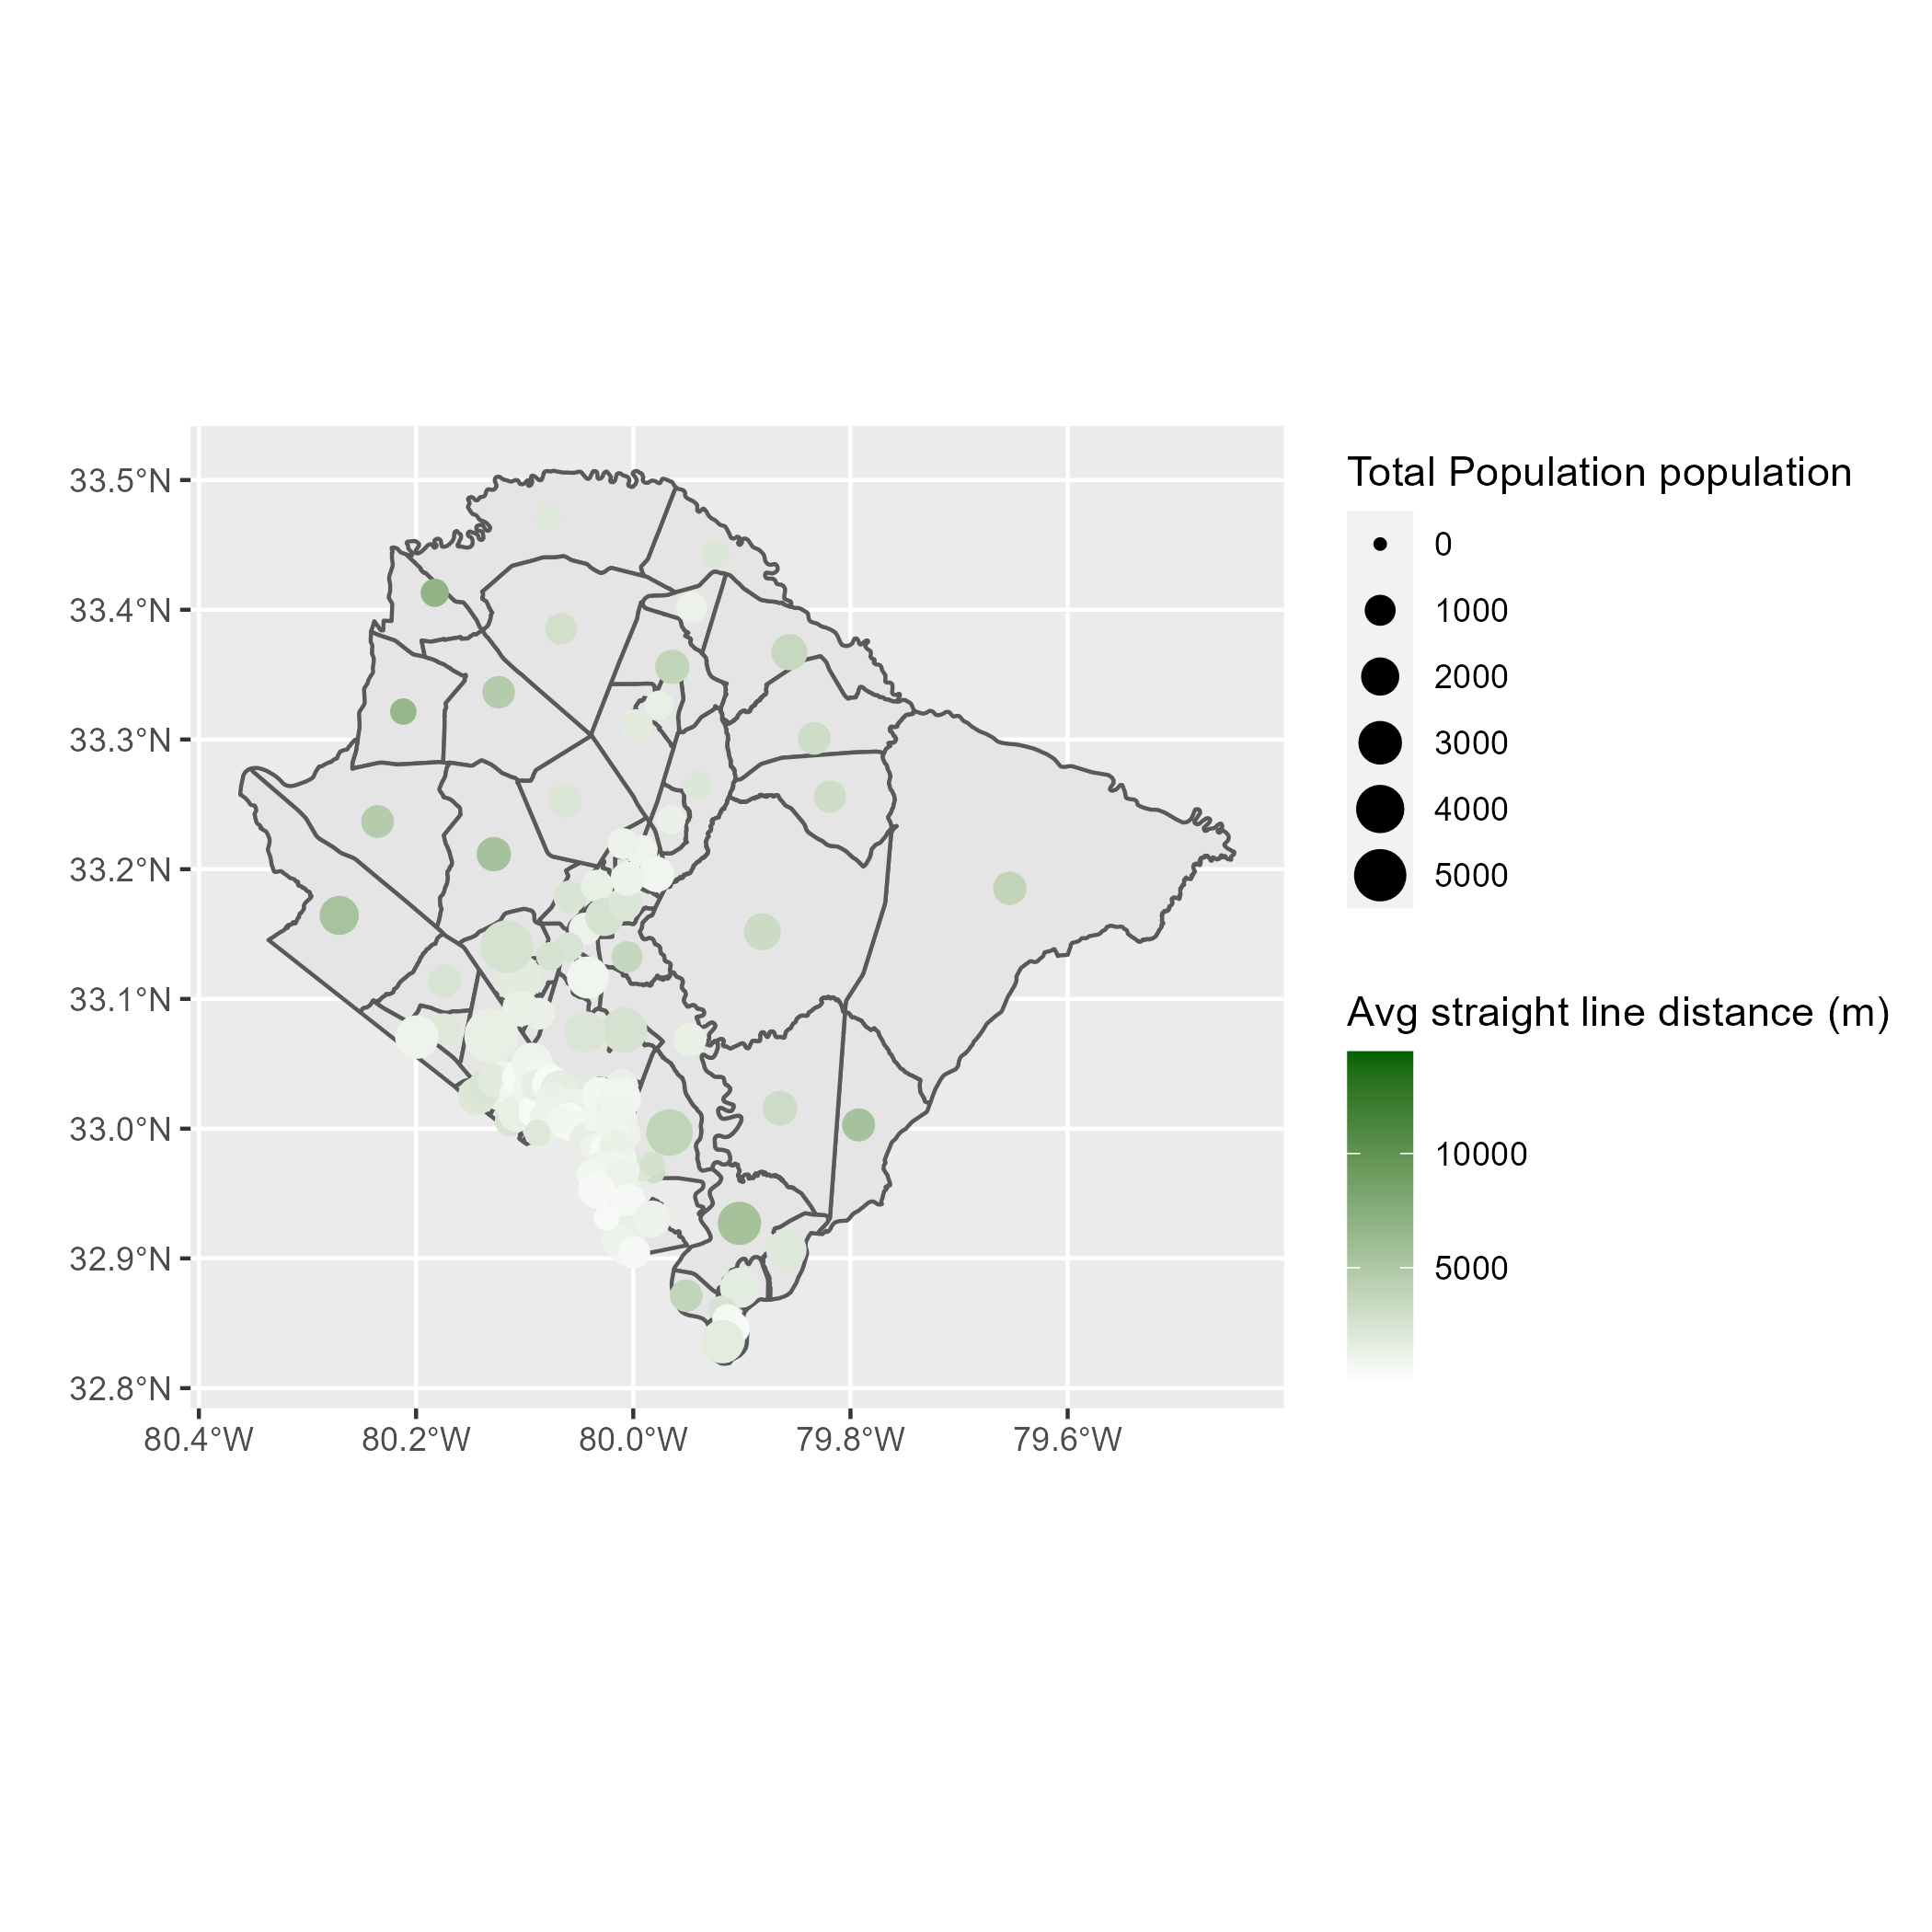 33.5°N
33.4°N
33.3°N
33.2°N
33.1°N
33.0°N
32.9°N
32.8°N
80.4°W
80.2°W
80.0°W
79.8°W
79.6°W
Total Population population
0
1000
2000
3000
4000
5000
Avg straight line distance (m)
10000
5000